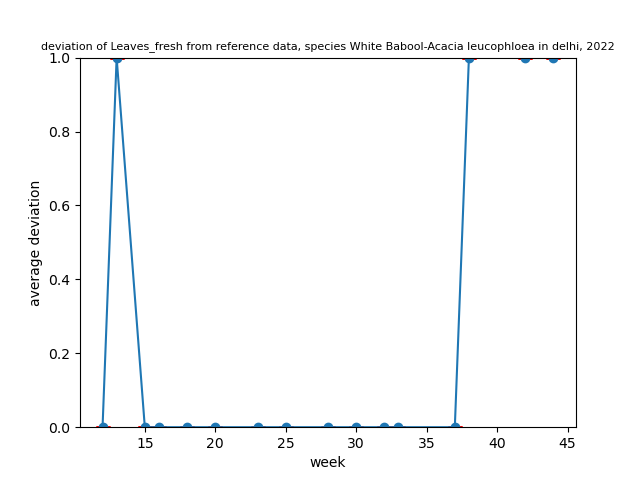 deviation of Leaves_fresh from reference data, species White Babool-Acacia leucophloea in delhi, 2022
1.0
0.8
0.6
0.4
0.2
0.0
average deviation
15 20 25 30 35 40 45
week